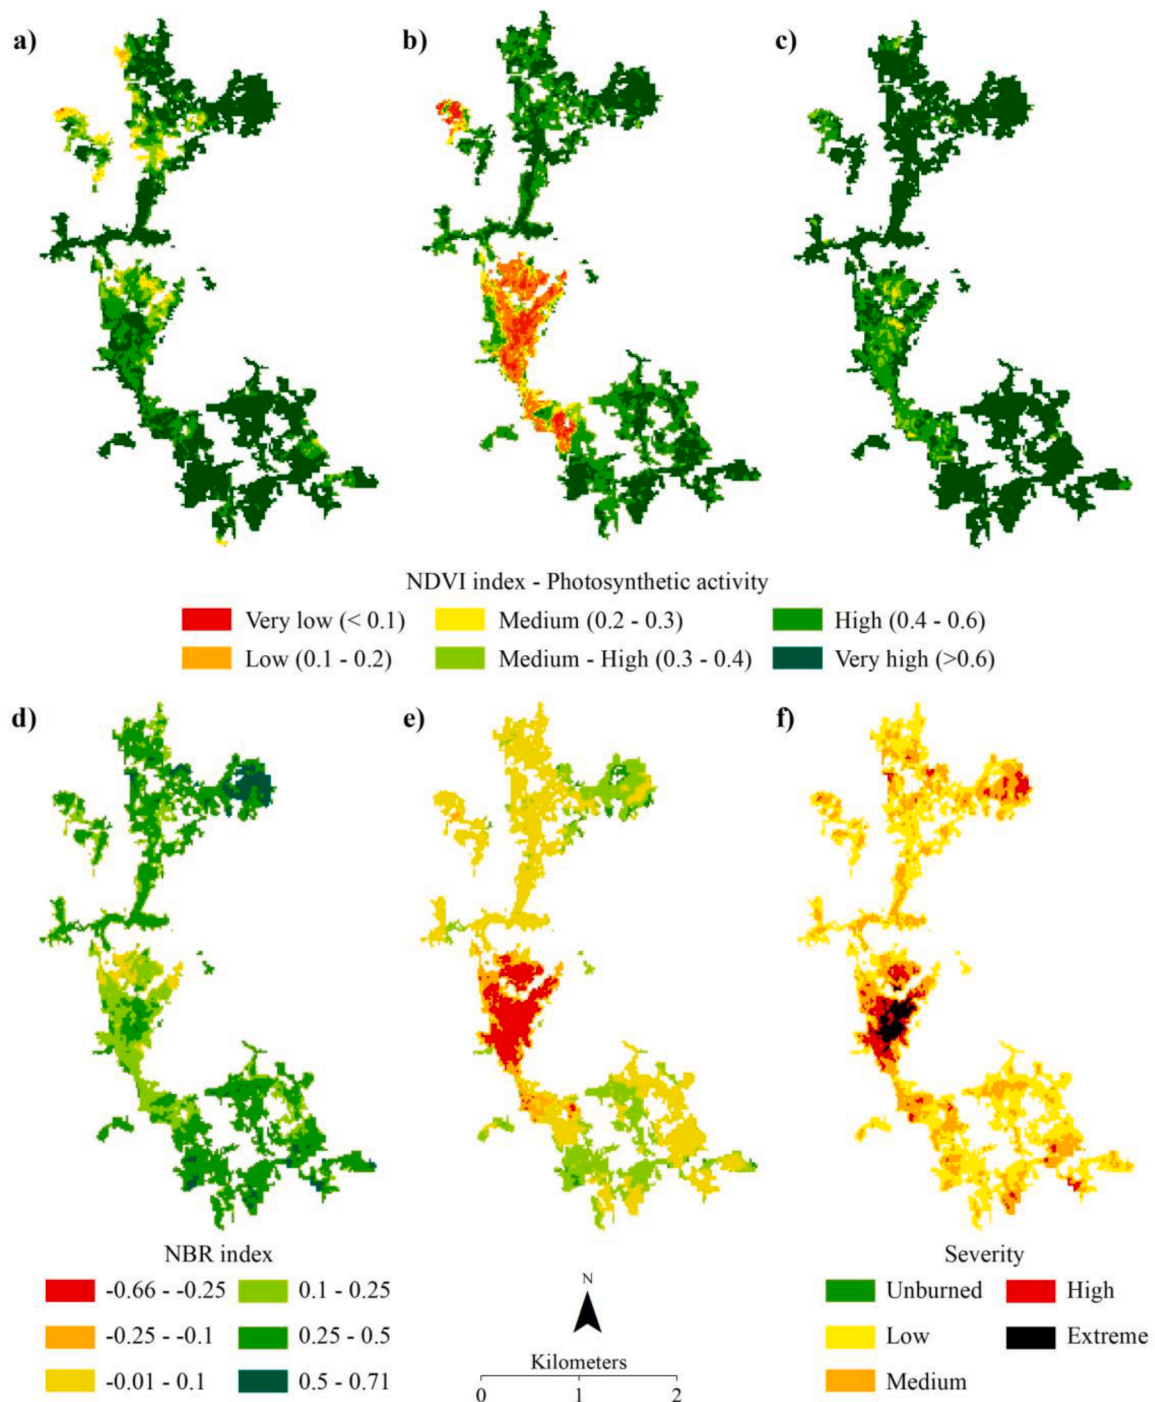 a)
b)
c)
NDVI index - Photosynthetic activity
Very low (< 0.1)
Medium (0.2 - 0.3)
High (0.4 - 0.6)
Low (0.1 - 0.2)
Medium - High (0.3 - 0.4)
Very high (>0.6)
d)
e)
f)
NBR index
Severity
-0.66 - -0.25
0.1 - 0.25
N
Unburned
High
-0.25 - -0.1
0.25 - 0.5
Low
Extreme
Kilometers
-0.01 - 0.1
0.5 - 0.71
0 1 2
Medium